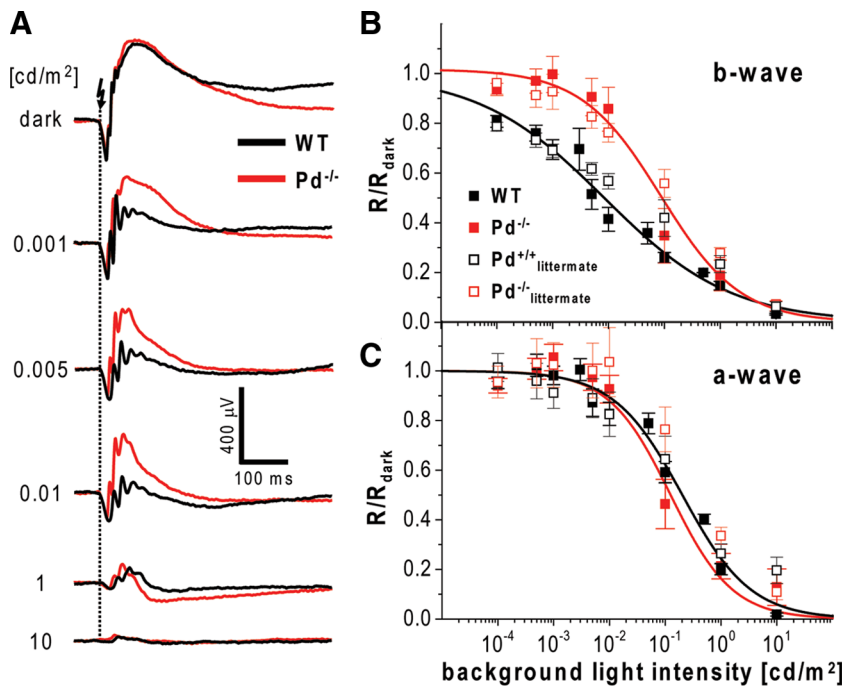 A
[cd/m²]
dark
WT
Pd-/-
0.001
0.005
400 µV
100 ms
0.01
1
10
B
b-wave
1.0
0.8
0.6
0.4
0.2
0.0
R/Rdark
WT
Pd-/-
Pd+/+littermate
Pd-/-littermate
C
a-wave
1.0
0.8
0.6
0.4
0.2
0.0
R/Rdark
10⁻⁴ 10⁻³ 10⁻² 10⁻¹ 10⁰ 10¹
background light intensity [cd/m²]